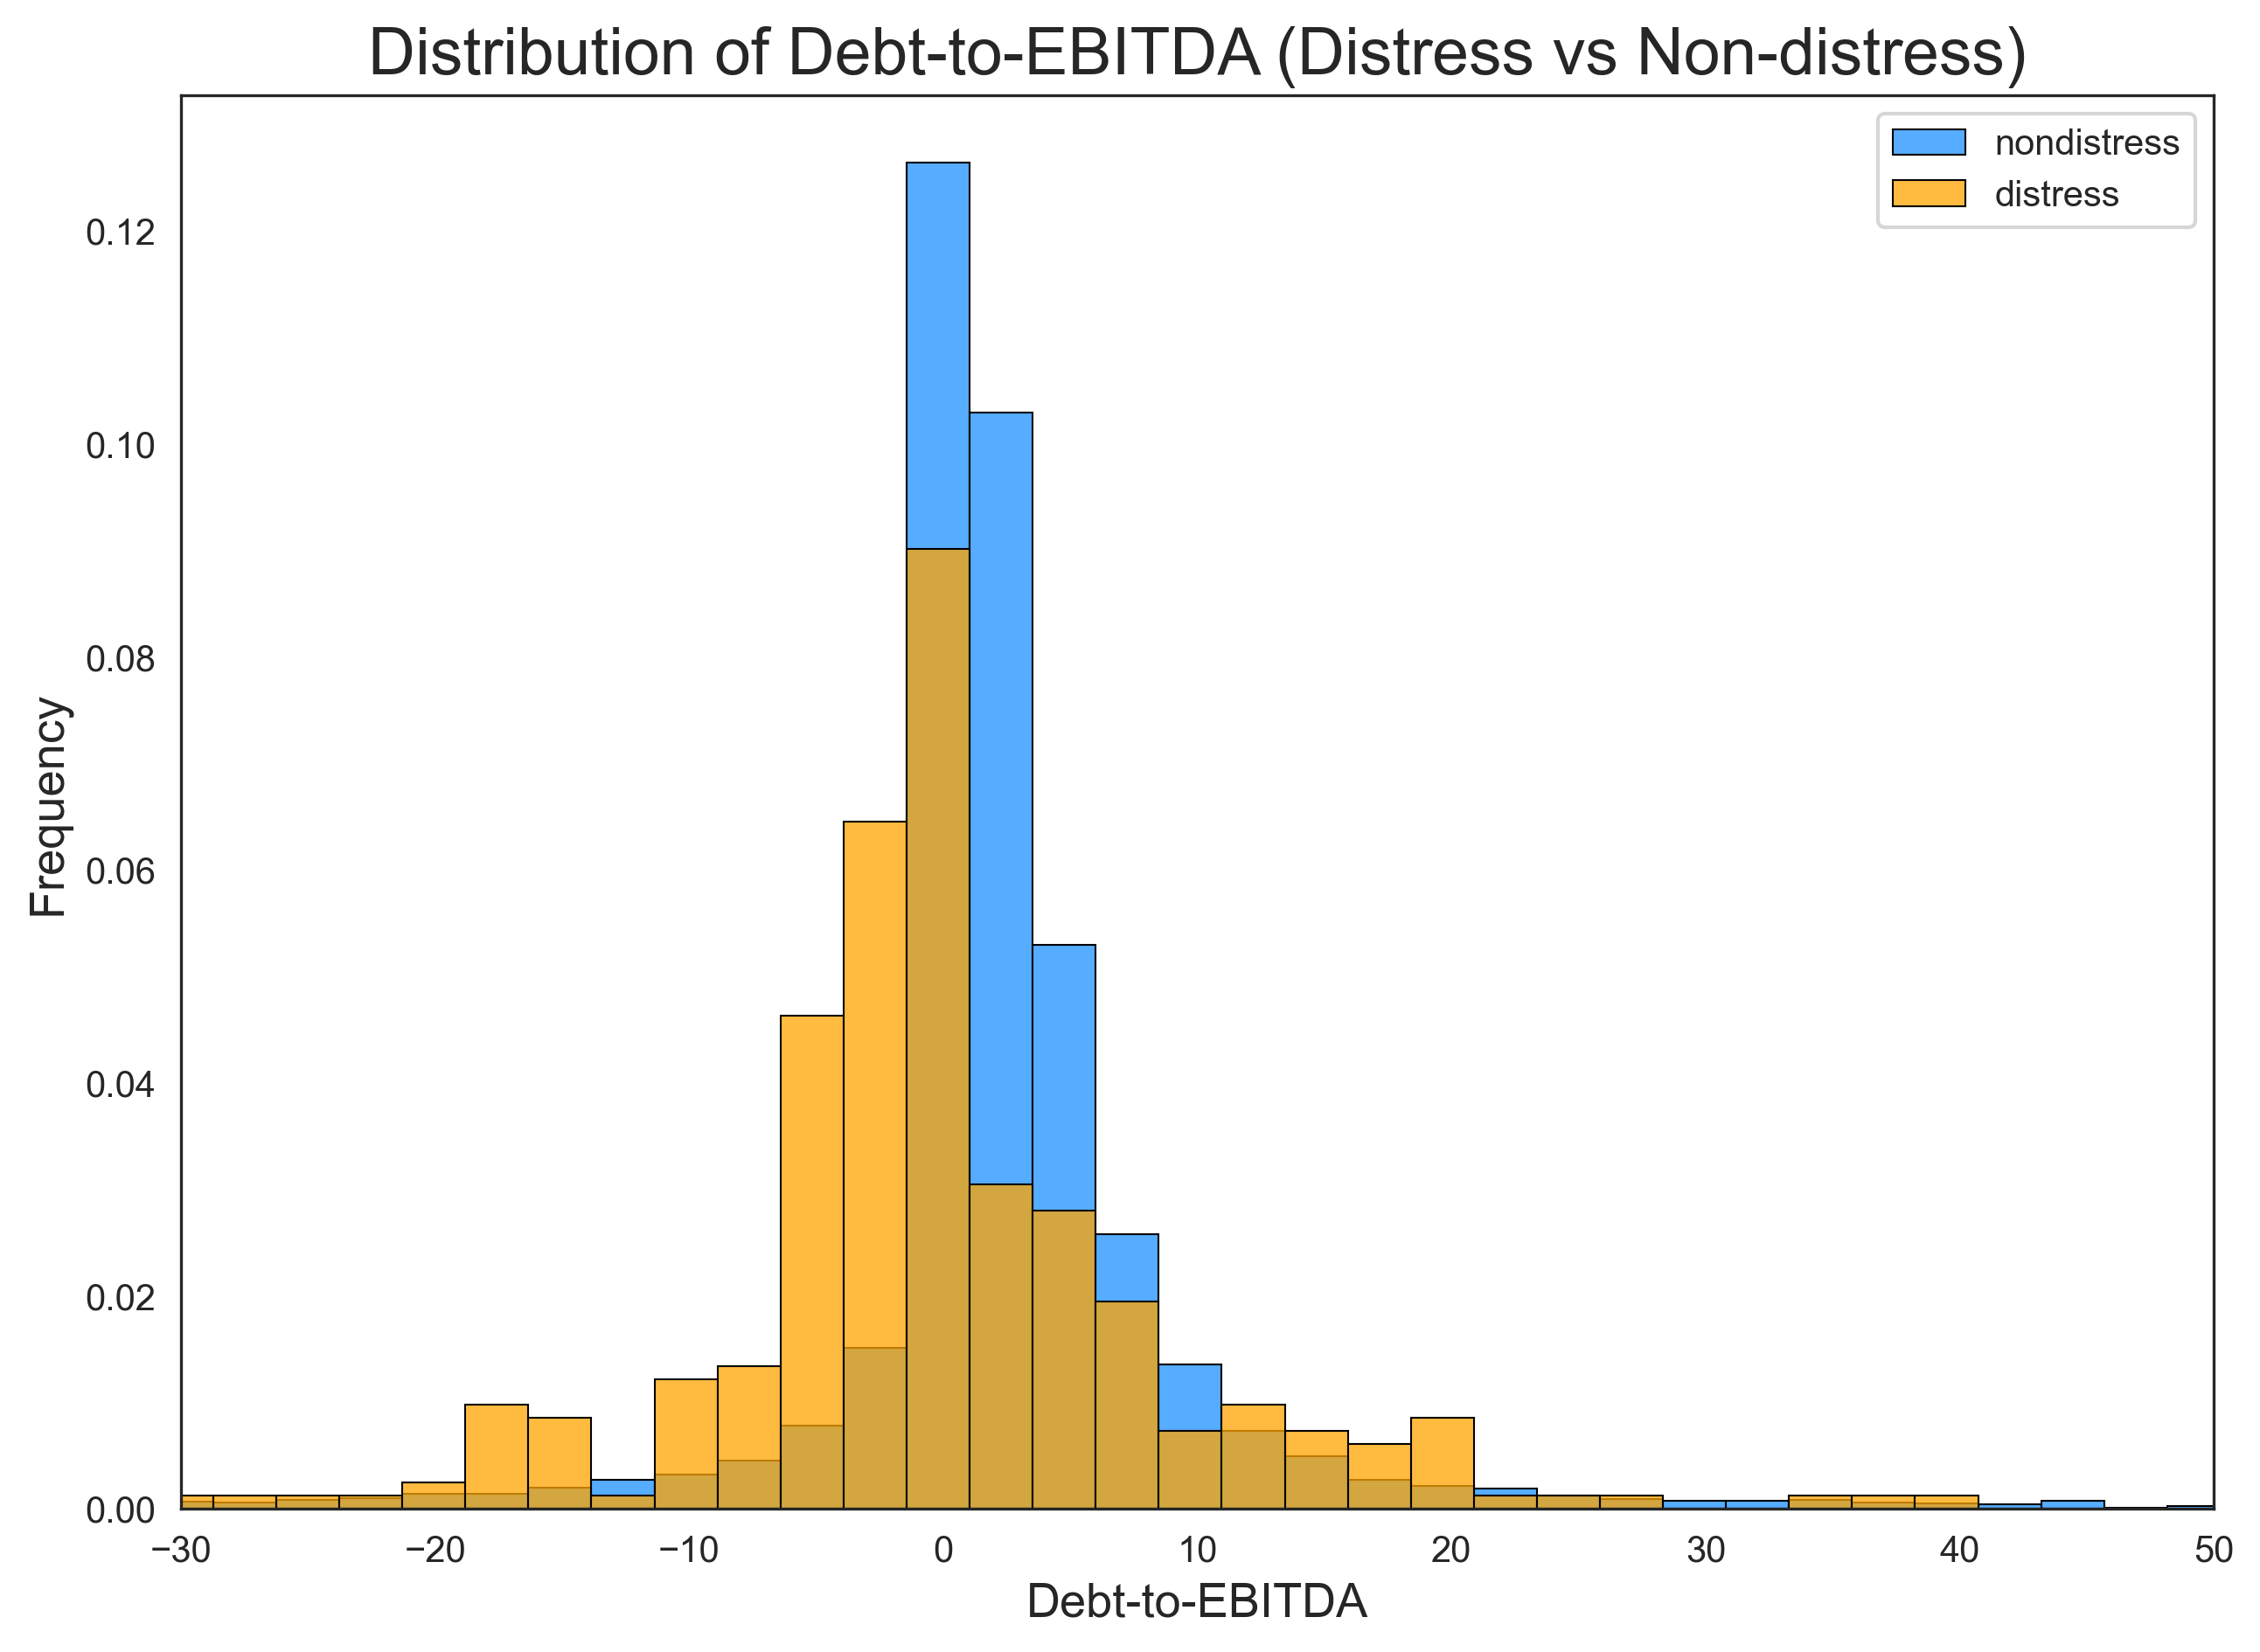 Distribution of Debt-to-EBITDA (Distress vs Non-distress)
nondistress
distress
Frequency
0.12
0.10
0.08
0.06
0.04
0.02
0.00
−30 −20 −10 0 10 20 30 40 50
Debt-to-EBITDA